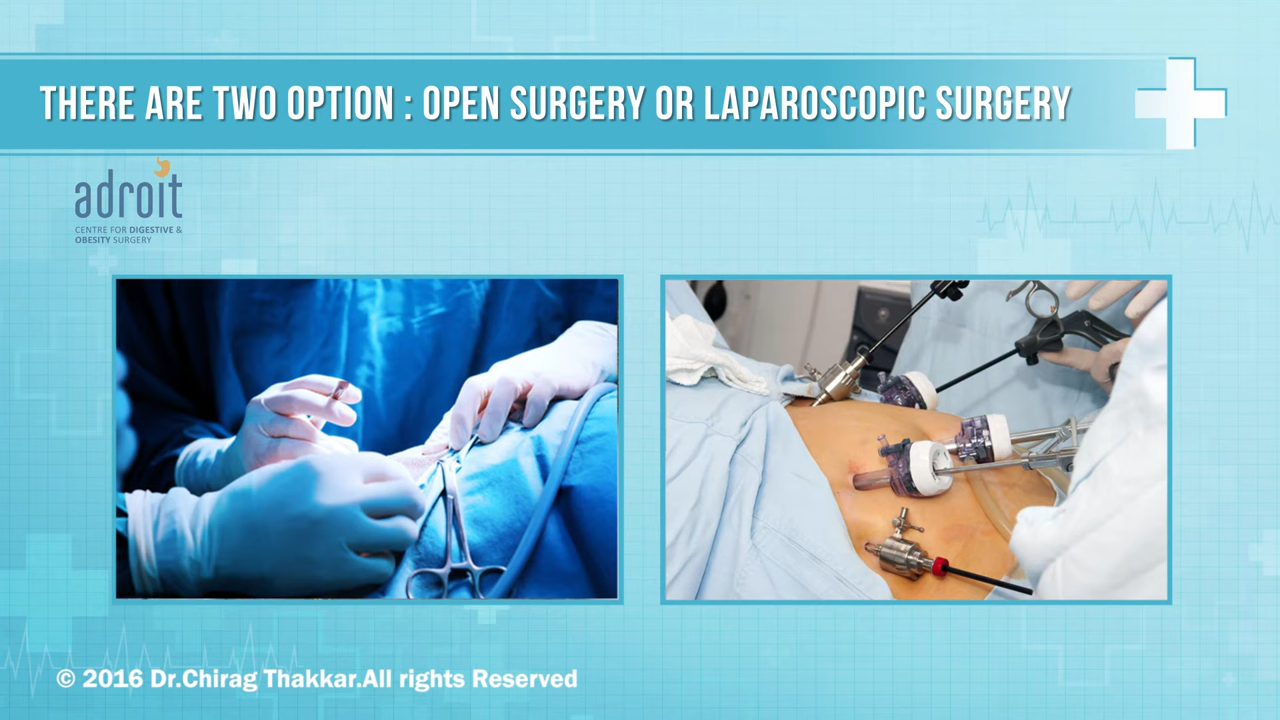 THERE ARE TWO OPTION : OPEN SURGERY OR LAPAROSCOPIC SURGERY
adroit
CENTRE FOR DIGESTIVE &
OBESITY SURGERY
© 2016 Dr.Chirag Thakkar.All rights Reserved